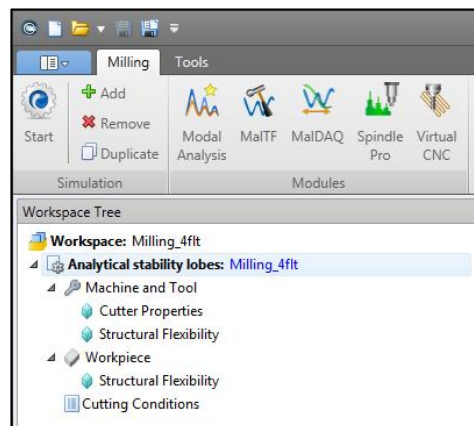 Milling
Tools
Start
Add
Remove
Duplicate
Modal Analysis
MalTF
MalDAQ
Spindle Pro
Virtual CNC
Simulation
Modules
Workspace Tree
Workspace: Milling_4flt
Analytical stability lobes: Milling_4flt
Machine and Tool
Cutter Properties
Structural Flexibility
Workpiece
Structural Flexibility
Cutting Conditions